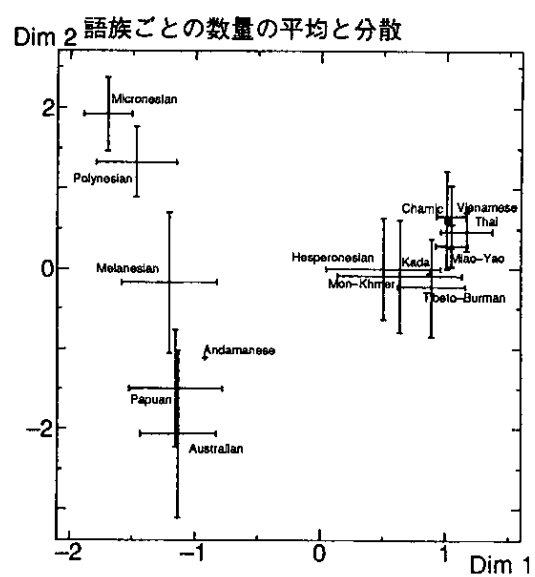 Dim 2 語族ごとの数量の平均と分散
Micronesian
2
Polynesian
Chamic
Vienamese
Thai
Hesperonesian
Kadai
Miao-Yao
0
Melanesian
Mon-Khmer
Tibeto-Burman
Andamanese
Papuan
-2
Australian
-2
-1
0
1
Dim 1